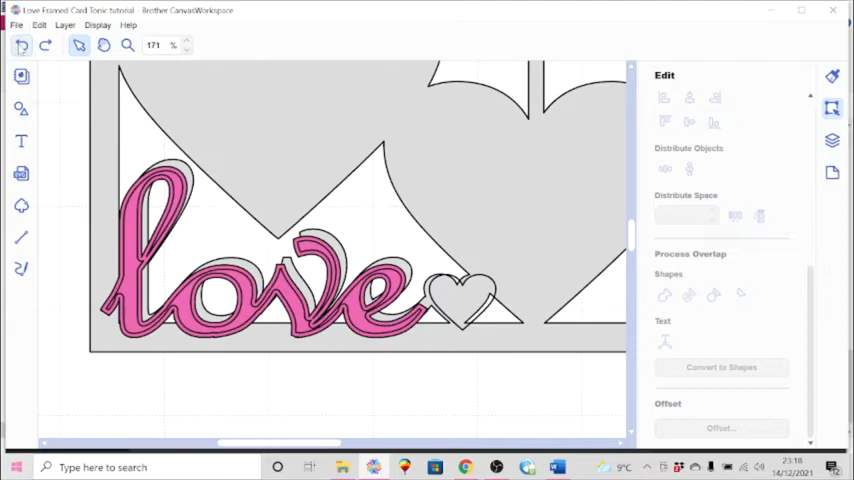 Love Framed Card Tonic tutorial - Brother CanvasWorkspace
File Edit Layer Display Help
171 %
Edit
Distribute Objects
Distribute Space
Process Overlap
Shapes
Text
Convert to Shapes
Offset
Offset...
love
Type here to search
9°C
23:18
14/12/2021